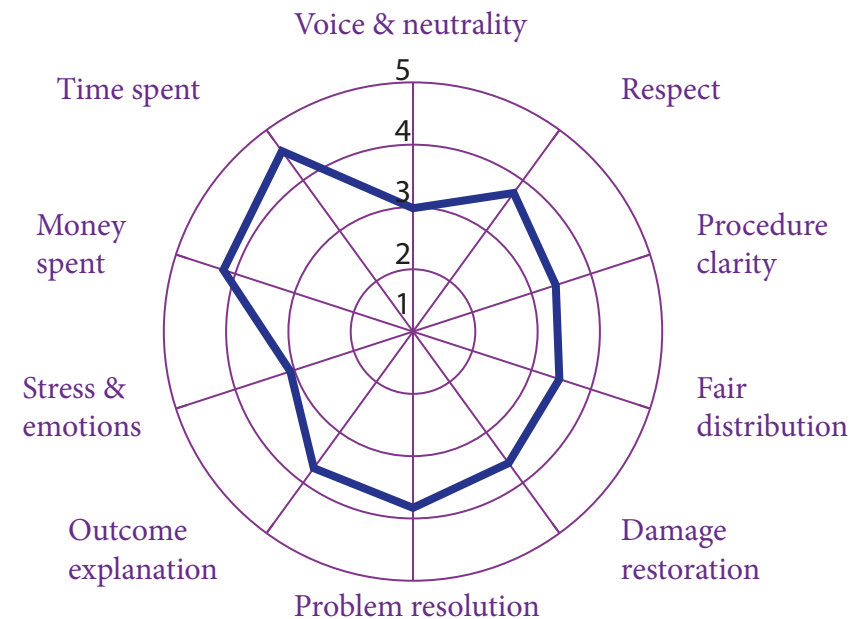 Voice & neutrality
5
Time spent
Respect
4
3
Money
spent
Procedure
clarity
2
1
Stress &
emotions
Fair
distribution
Outcome
explanation
Damage
restoration
Problem resolution